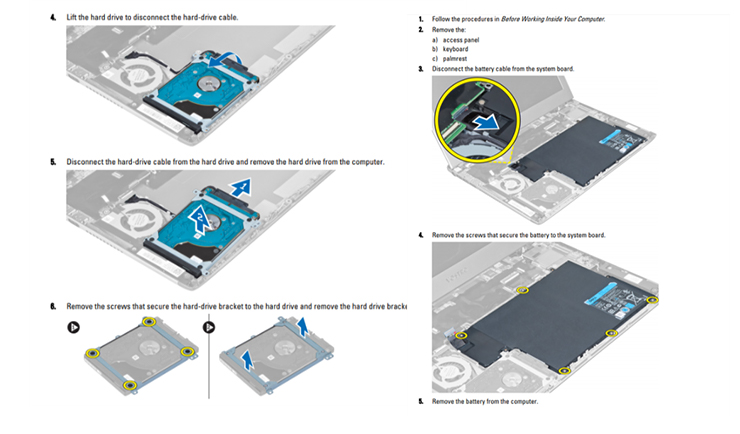 4. Lift the hard drive to disconnect the hard-drive cable.
5. Disconnect the hard-drive cable from the hard drive and remove the hard drive from the computer.
1
2
6. Remove the screws that secure the hard-drive bracket to the hard drive and remove the hard drive bracke
1. Follow the procedures in Before Working Inside Your Computer.
2. Remove the:
a) access panel
b) keyboard
c) palmrest
3. Disconnect the battery cable from the system board.
4. Remove the screws that secure the battery to the system board.
5. Remove the battery from the computer.